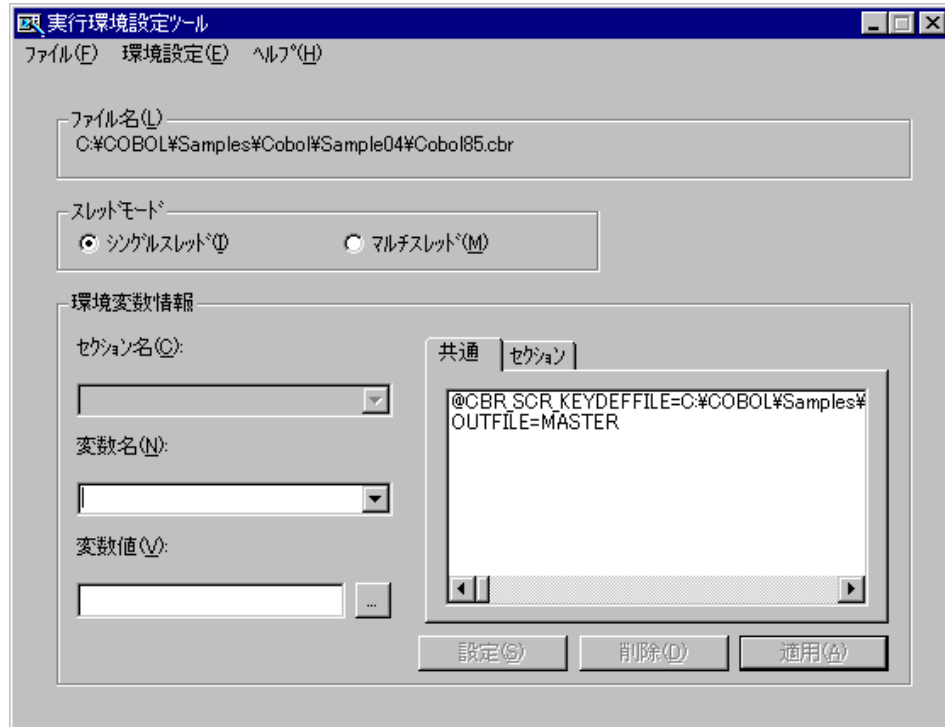 実行環境設定ツール
ﾌｧｲﾙ(F) 環境設定(E) ﾍﾙﾌﾟ(H)
ﾌｧｲﾙ名(L)
C:¥COBOL¥Samples¥Cobol¥Sample04¥Cobol85.cbr
ｽﾚｯﾄﾞﾓｰﾄﾞ
ｼﾝｸﾞﾙｽﾚｯﾄﾞ(I) ﾏﾙﾁｽﾚｯﾄﾞ(M)
環境変数情報
ｾｸｼｮﾝ名(C):
共通 ｾｸｼｮﾝ
@CBR_SCR_KEYDEFFILE=C:¥COBOL¥Samples¥
OUTFILE=MASTER
変数名(N):
変数値(V):
...
設定(S) 削除(D) 適用(A)